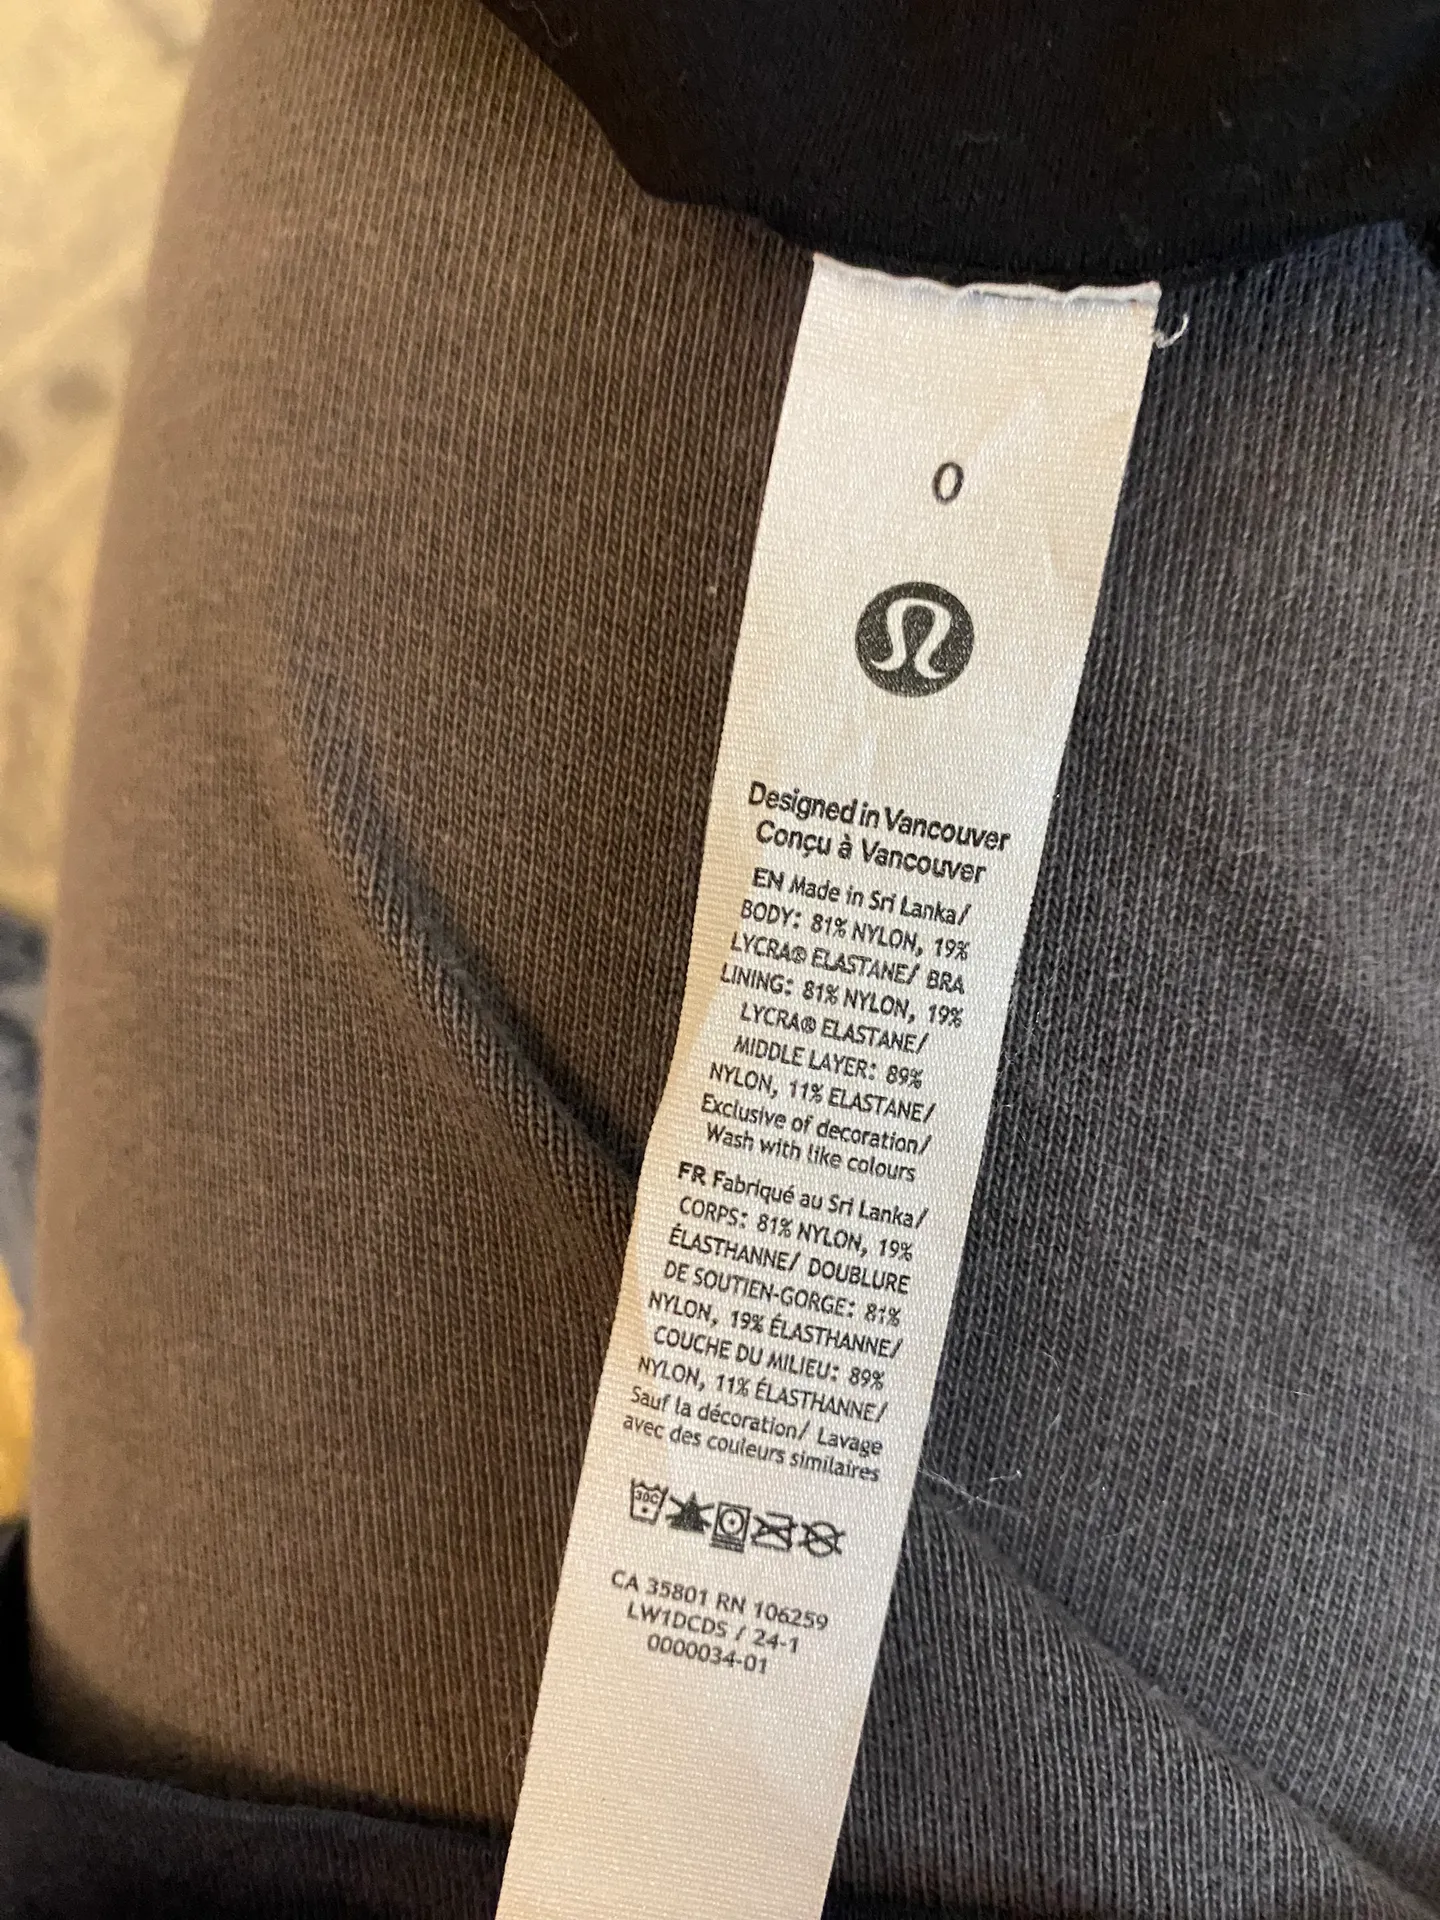 0
Designed in Vancouver
Conçu à Vancouver
EN Made in Sri Lanka/
BODY: 81% NYLON, 19%
LYCRA® ELASTANE/ BRA
LINING: 81% NYLON, 19%
LYCRA® ELASTANE/
MIDDLE LAYER: 89%
NYLON, 11% ELASTANE/
Exclusive of decoration/
Wash with like colours
FR Fabriqué au Sri Lanka/
CORPS: 81% NYLON, 19%
ÉLASTHANNE/ DOUBLURE
DE SOUTIEN-GORGE: 81%
NYLON, 19% ÉLASTHANNE/
COUCHE DU MILIEU: 89%
NYLON, 11% ÉLASTHANNE/
Sauf la décoration/ Lavage
avec des couleurs similaires
30C
CA 35801 RN 106259
LW1DCDS / 24-1
0000034-01